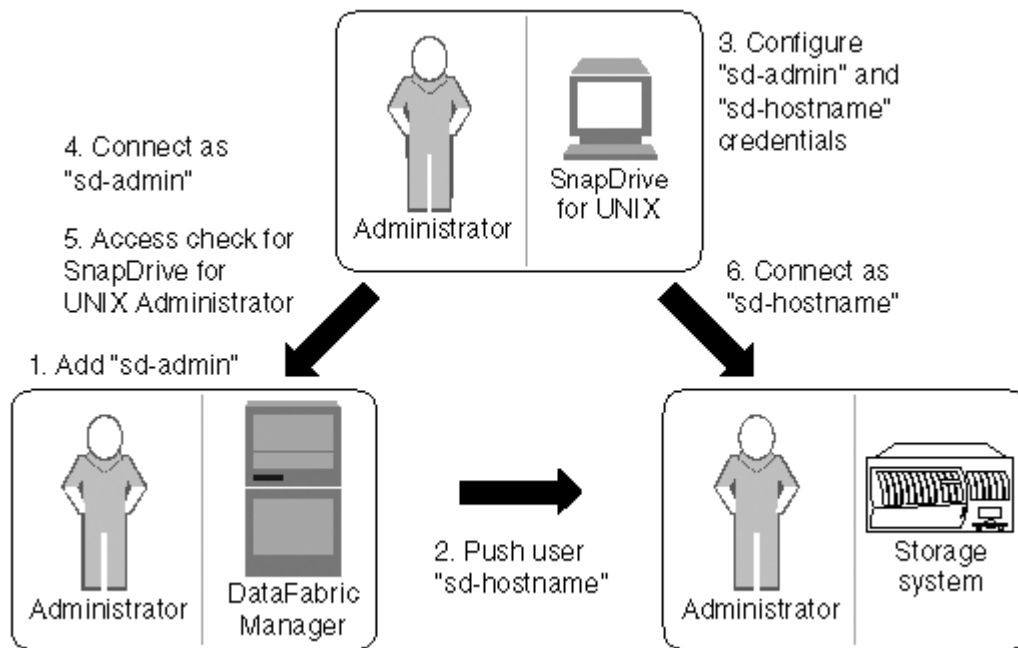 3. Configure
"sd-admin" and
"sd-hostname"
credentials
4. Connect as
"sd-admin"
SnapDrive
for UNIX
Administrator
5. Access check for
SnapDrive for
UNIX Administrator
6. Connect as
"sd-hostname"
1. Add "sd-admin"
2. Push user
"sd-hostname"
Administrator
DataFabric
Manager
Administrator
Storage
system